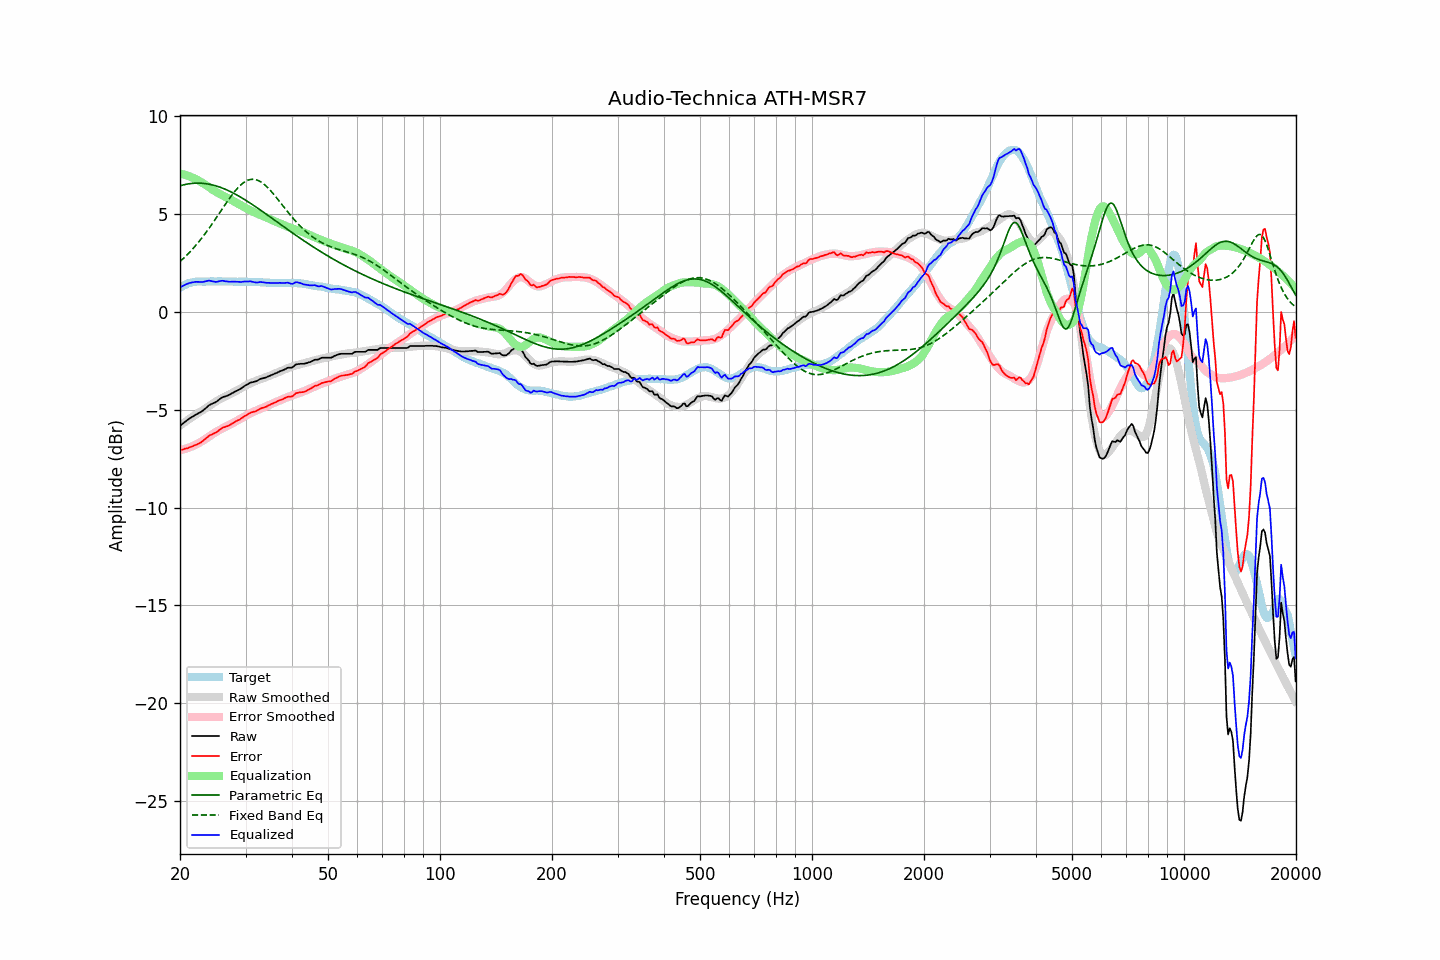 Audio-Technica ATH-MSR7
10
5
0
−5
−10
−15
−20
−25
Amplitude (dBr)
Target
Raw Smoothed
Error Smoothed
Raw
Error
Equalization
Parametric Eq
Fixed Band Eq
Equalized
20 50 100 200 500 1000 2000 5000 10000 20000
Frequency (Hz)